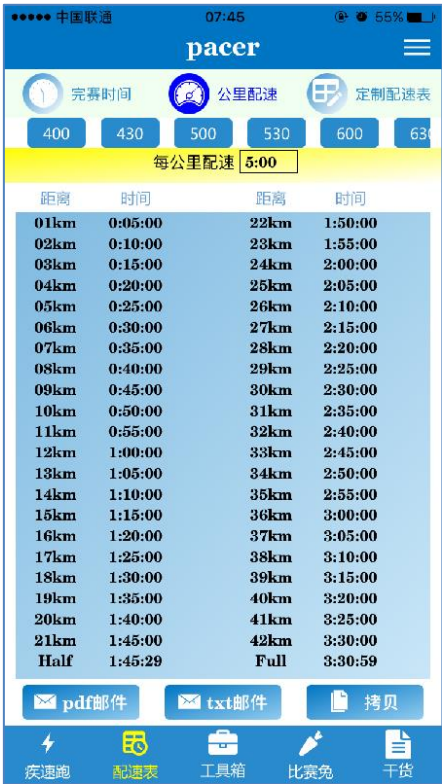 中国联通 07:45 55%
pacer
完赛时间 公里配速 定制配速表
400 430 500 530 600 630
每公里配速 5:00
距离 时间 距离 时间
01km 0:05:00 22km 1:50:00
02km 0:10:00 23km 1:55:00
03km 0:15:00 24km 2:00:00
04km 0:20:00 25km 2:05:00
05km 0:25:00 26km 2:10:00
06km 0:30:00 27km 2:15:00
07km 0:35:00 28km 2:20:00
08km 0:40:00 29km 2:25:00
09km 0:45:00 30km 2:30:00
10km 0:50:00 31km 2:35:00
11km 0:55:00 32km 2:40:00
12km 1:00:00 33km 2:45:00
13km 1:05:00 34km 2:50:00
14km 1:10:00 35km 2:55:00
15km 1:15:00 36km 3:00:00
16km 1:20:00 37km 3:05:00
17km 1:25:00 38km 3:10:00
18km 1:30:00 39km 3:15:00
19km 1:35:00 40km 3:20:00
20km 1:40:00 41km 3:25:00
21km 1:45:00 42km 3:30:00
Half 1:45:29 Full 3:30:59
pdf邮件 txt邮件 拷贝
疾速跑 配速表 工具箱 比赛兔 干货